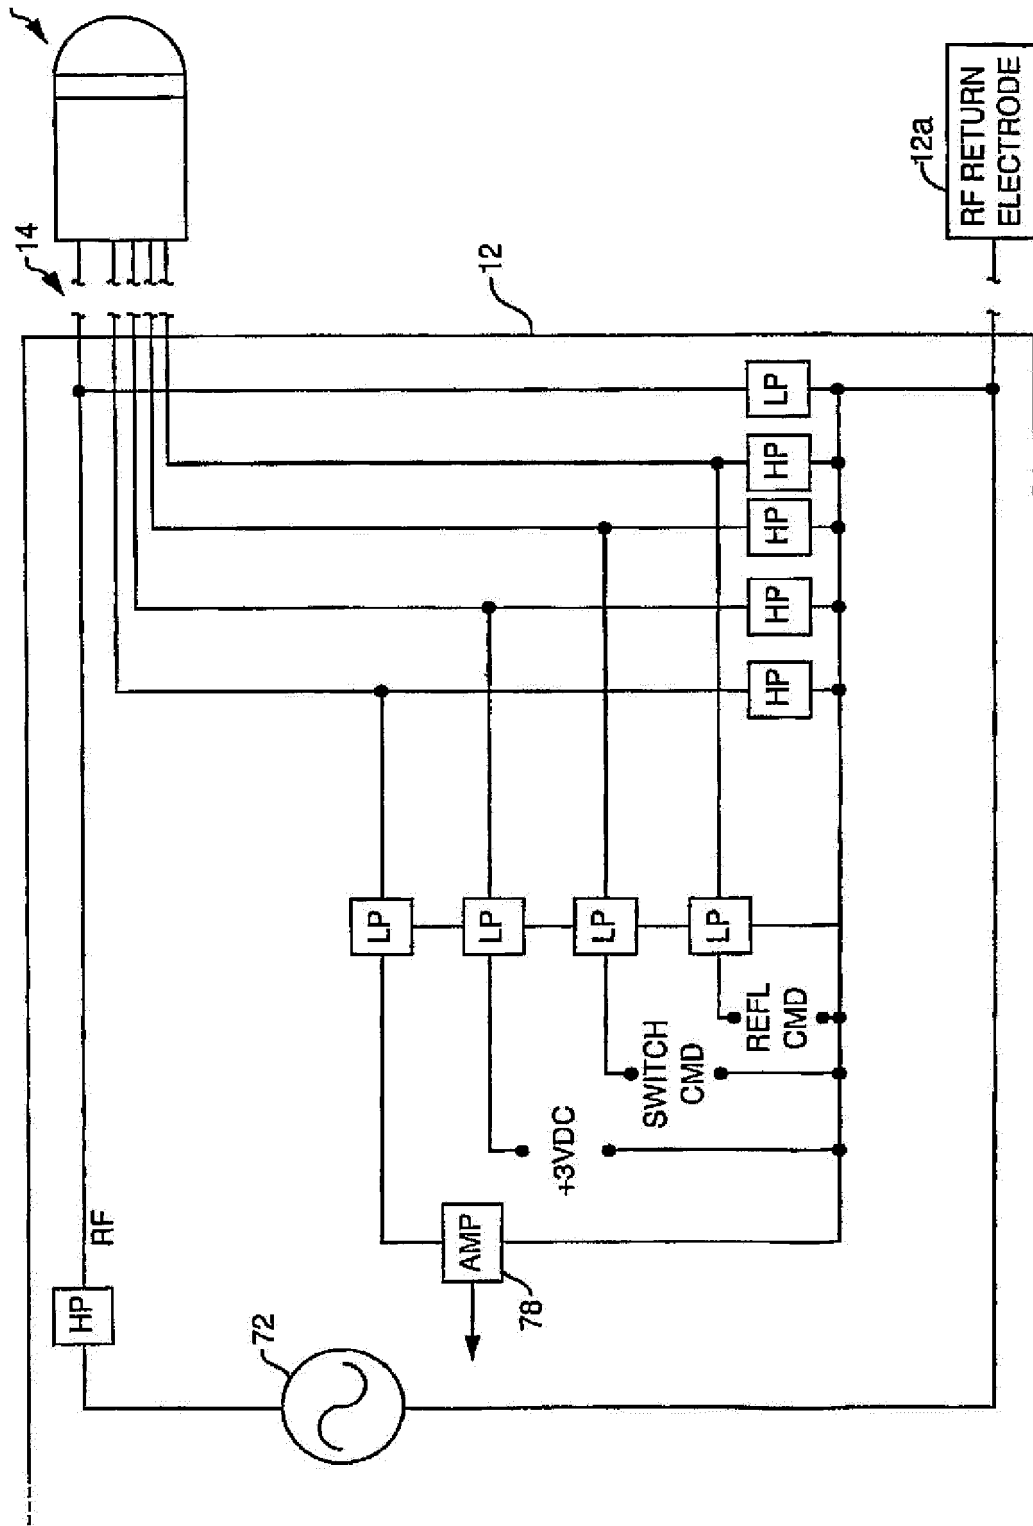 14
12
12a
RF RETURN
ELECTRODE
72
HP
RF
LP
HP
HP
HP
HP
LP
LP
LP
LP
AMP
78
+3VDC
SWITCH
CMD
REFL
CMD